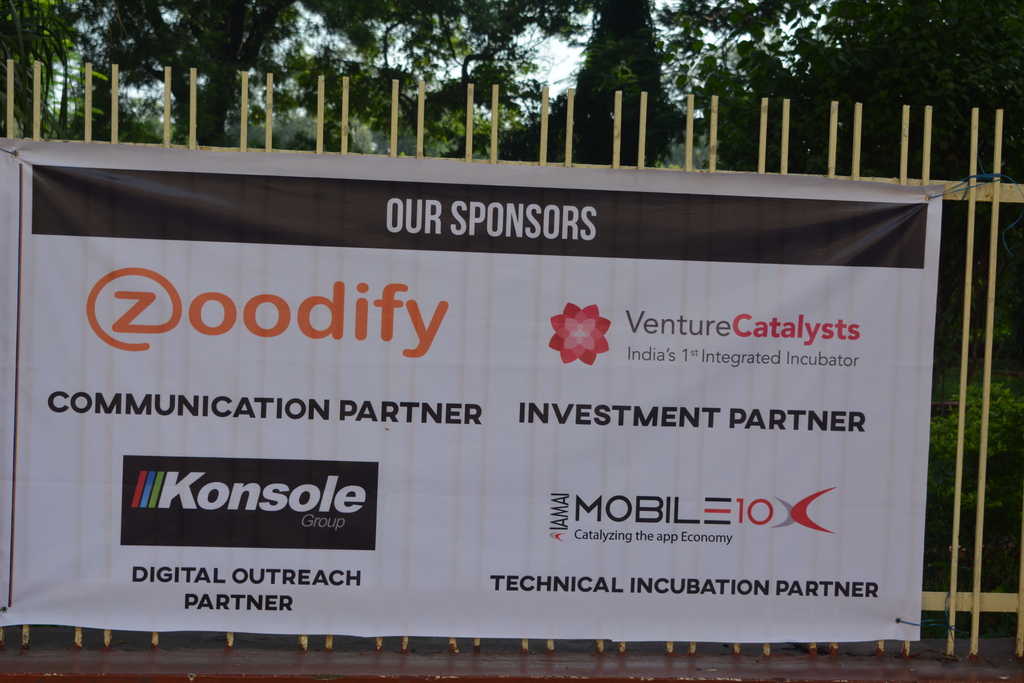 OUR SPONSORS
zoodify
VentureCatalysts
India's 1st Integrated Incubator
COMMUNICATION PARTNER
INVESTMENT PARTNER
Konsole
Group
IAMAI
MOBILE10X
Catalyzing the app Economy
DIGITAL OUTREACH
PARTNER
TECHNICAL INCUBATION PARTNER